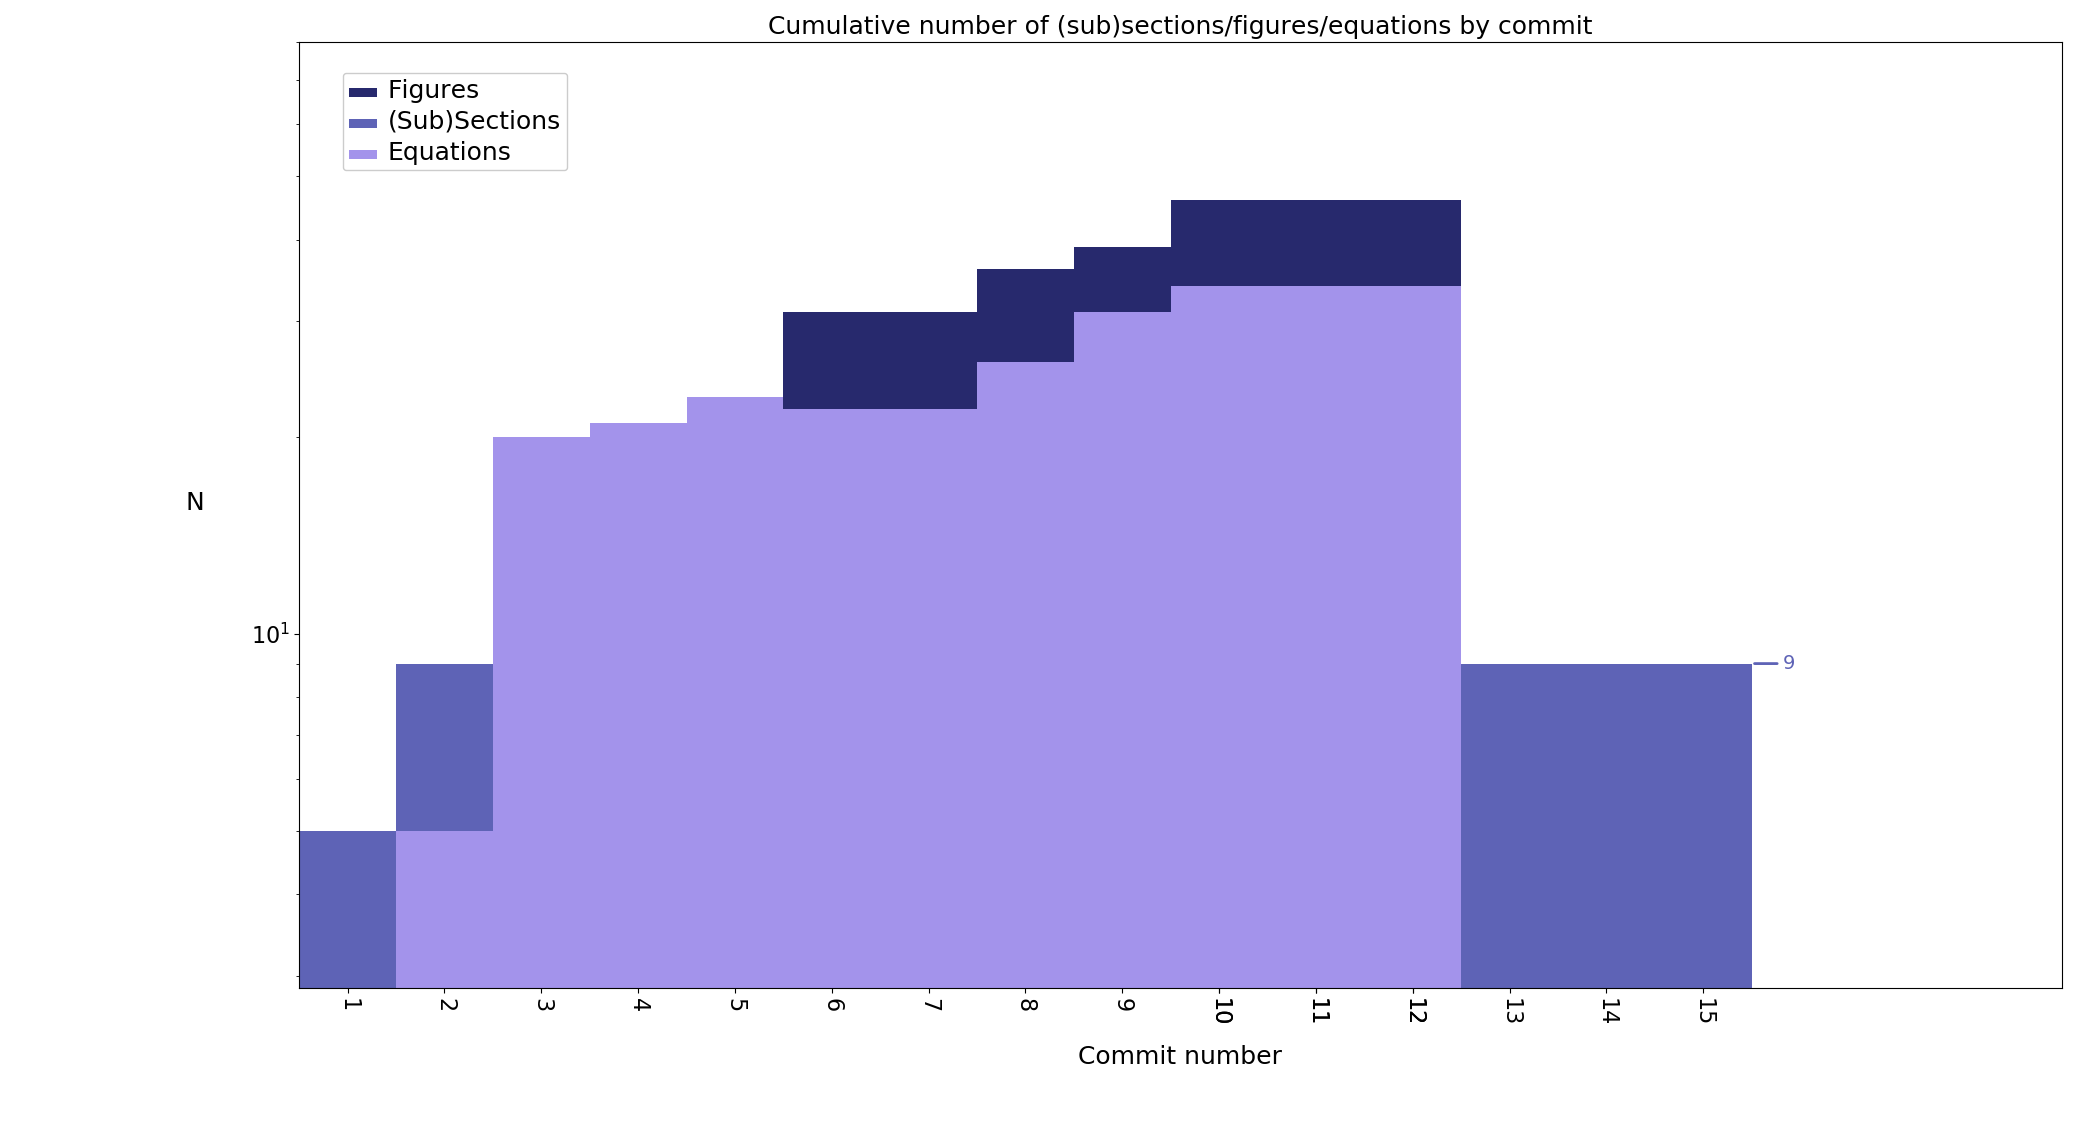 Cumulative number of (sub)sections/figures/equations by commit
Figures
(Sub)Sections
Equations
N
10¹
9
1 2 3 4 5 6 7 8 9 10 11 12 13 14 15
Commit number